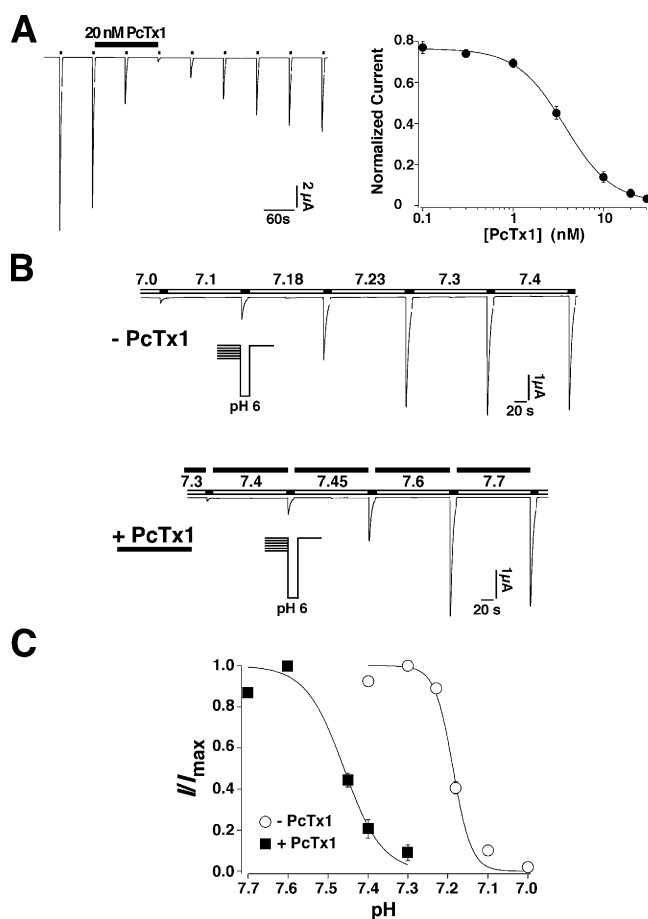 A
20 nM PcTx1
2 µA
60s
Normalized Current
0.8
0.6
0.4
0.2
0
0.1
1
10
[PcTx1] (nM)
B
7.0 7.1 7.18 7.23 7.3 7.4
- PcTx1
pH 6
1µA
20 s
7.3 7.4 7.45 7.6 7.7
+ PcTx1
pH 6
1µA
20 s
C
I/Imax
1.0
0.8
0.6
0.4
0.2
0.0
- PcTx1
+ PcTx1
7.7 7.6 7.5 7.4 7.3 7.2 7.1 7.0
pH